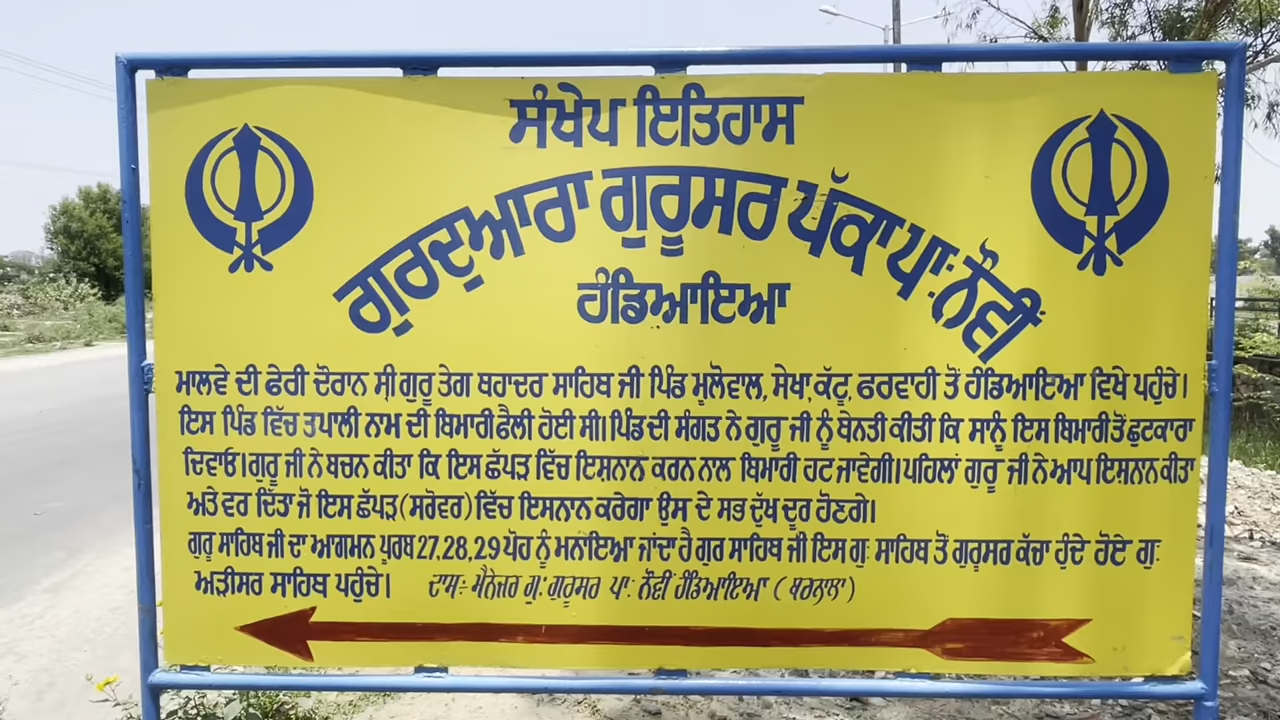 ਸੰਖੇਪ ਇਤਿਹਾਸ
ਗੁਰਦੁਆਰਾ ਗੁਰੂਸਰ ਪੱਕਾ ਪਾ: ਨੌਵੀਂ
ਹੰਡਿਆਇਆ
ਮਾਲਵੇ ਦੀ ਫੇਰੀ ਦੌਰਾਨ ਸ੍ਰੀ ਗੁਰੂ ਤੇਗ ਬਹਾਦਰ ਸਾਹਿਬ ਜੀ ਪਿੰਡ ਮੂਲੋਵਾਲ, ਸੇਖਾ, ਕੱਟੂ, ਫਰਵਾਹੀ ਤੋਂ ਹੰਡਿਆਇਆ ਵਿਖੇ ਪਹੁੰਚੇ।
ਇਸ ਪਿੰਡ ਵਿੱਚ ਤਪਾਲੀ ਨਾਮ ਦੀ ਬਿਮਾਰੀ ਫੈਲੀ ਹੋਈ ਸੀ। ਪਿੰਡ ਦੀ ਸੰਗਤ ਨੇ ਗੁਰੂ ਜੀ ਨੂੰ ਬੇਨਤੀ ਕੀਤੀ ਕਿ ਸਾਨੂੰ ਇਸ ਬਿਮਾਰੀ ਤੋਂ ਛੁਟਕਾਰਾ
ਦਿਵਾਓ। ਗੁਰੂ ਜੀ ਨੇ ਬਚਨ ਕੀਤਾ ਕਿ ਇਸ ਛੱਪੜ ਵਿੱਚ ਇਸ਼ਨਾਨ ਕਰਨ ਨਾਲ ਬਿਮਾਰੀ ਹਟ ਜਾਵੇਗੀ। ਪਹਿਲਾਂ ਗੁਰੂ ਜੀ ਨੇ ਆਪ ਇਸ਼ਨਾਨ ਕੀਤਾ
ਅਤੇ ਵਰ ਦਿੱਤਾ ਜੋ ਇਸ ਛੱਪੜ (ਸਰੋਵਰ) ਵਿੱਚ ਇਸਨਾਨ ਕਰੇਗਾ ਉਸ ਦੇ ਸਭ ਦੁੱਖ ਦੂਰ ਹੋਣਗੇ।
ਗੁਰੂ ਸਾਹਿਬ ਜੀ ਦਾ ਆਗਮਨ ਪੂਰਬ 27,28,29 ਪੋਹ ਨੂੰ ਮਨਾਇਆ ਜਾਂਦਾ ਹੈ ਗੁਰ ਸਾਹਿਬ ਜੀ ਇਸ ਗੁ: ਸਾਹਿਬ ਤੋਂ ਗੁਰੂਸਰ ਕੱਚਾ ਹੁੰਦੇ ਹੋਏ ਗੁ:
ਅੜੀਸਰ ਸਾਹਿਬ ਪਹੁੰਚੇ। ਦਾਸ:- ਮੈਨੇਜਰ ਗੁ: ਗੁਰੂਸਰ ਪਾ: ਨੌਵੀਂ ਹੰਡਿਆਇਆ (ਬਰਨਾਲਾ)